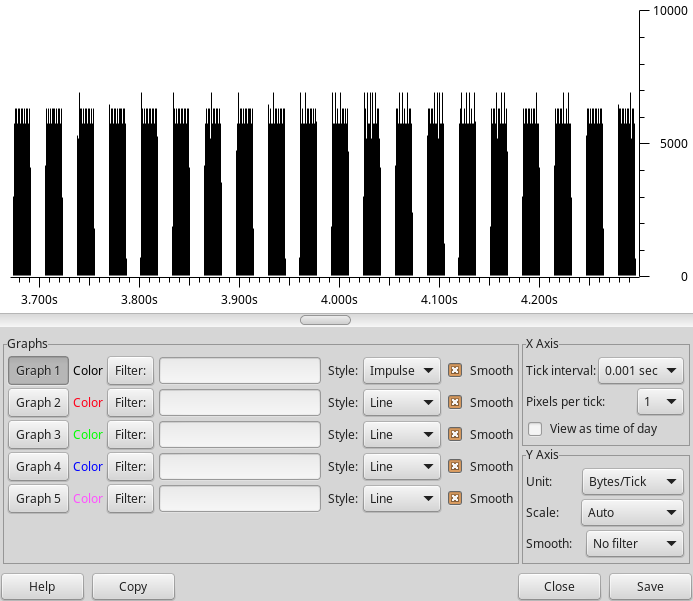 10000
5000
0
3.700s 3.800s 3.900s 4.000s 4.100s 4.200s
Graphs
Graph 1 Color Filter: Style: Impulse Smooth
Graph 2 Color Filter: Style: Line Smooth
Graph 3 Color Filter: Style: Line Smooth
Graph 4 Color Filter: Style: Line Smooth
Graph 5 Color Filter: Style: Line Smooth
X Axis
Tick interval: 0.001 sec
Pixels per tick: 1
View as time of day
Y Axis
Unit: Bytes/Tick
Scale: Auto
Smooth: No filter
Help Copy Close Save